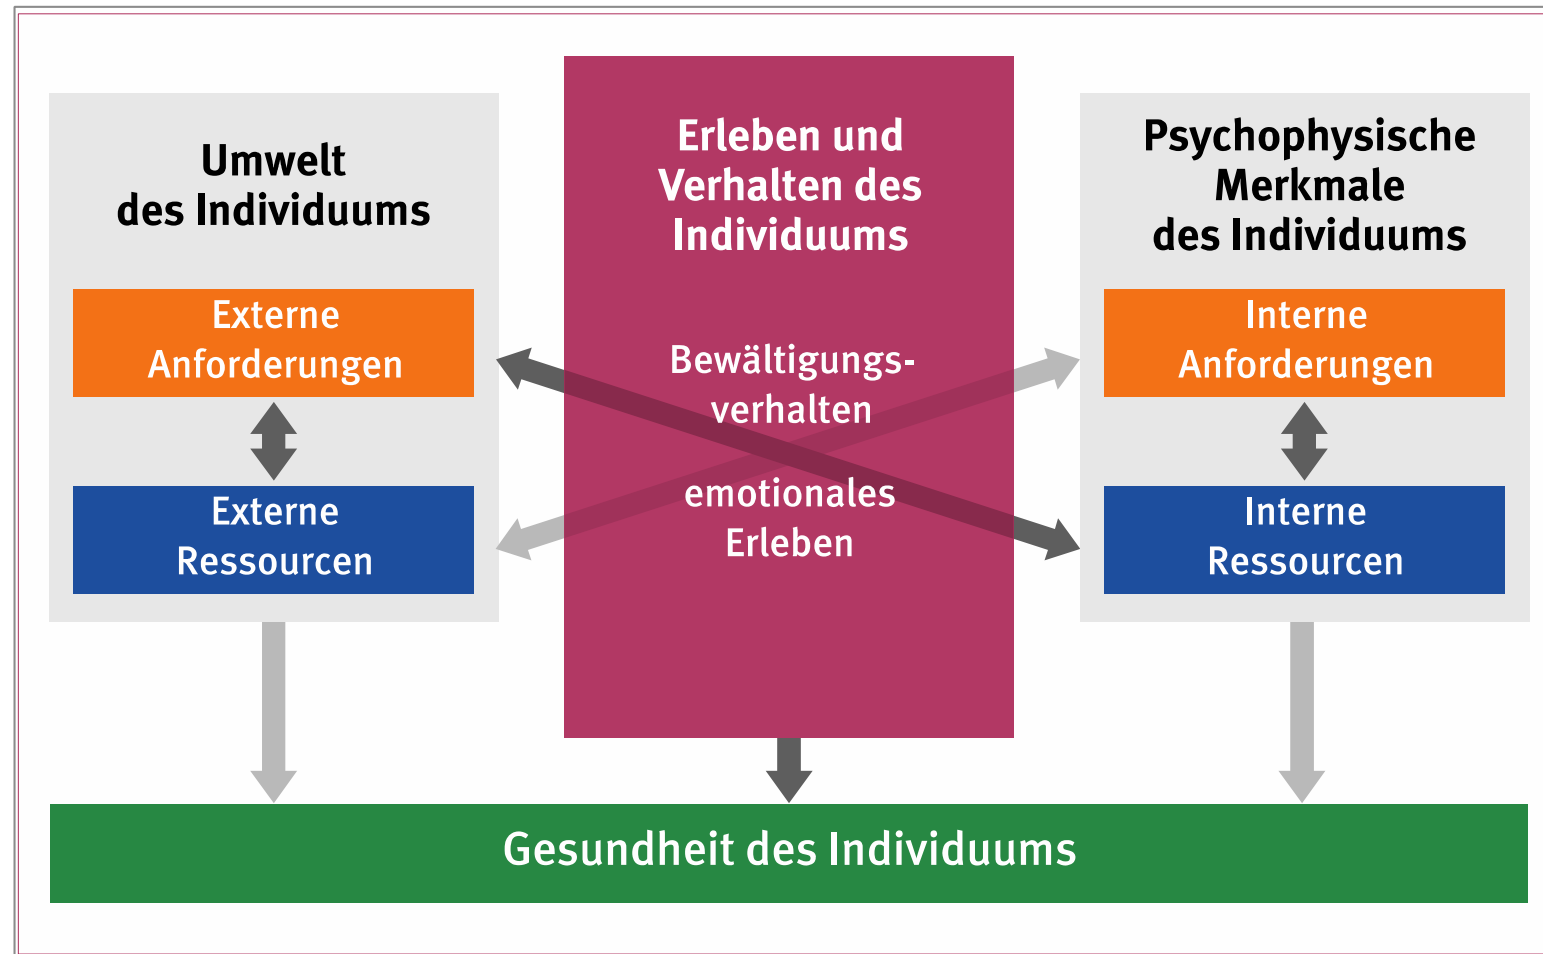 Umwelt
des Individuums
Externe
Anforderungen
Externe
Ressourcen
Erleben und
Verhalten des
Individuums
Bewältigungs-
verhalten
emotionales
Erleben
Psychophysische
Merkmale
des Individuums
Interne
Anforderungen
Interne
Ressourcen
Gesundheit des Individuums